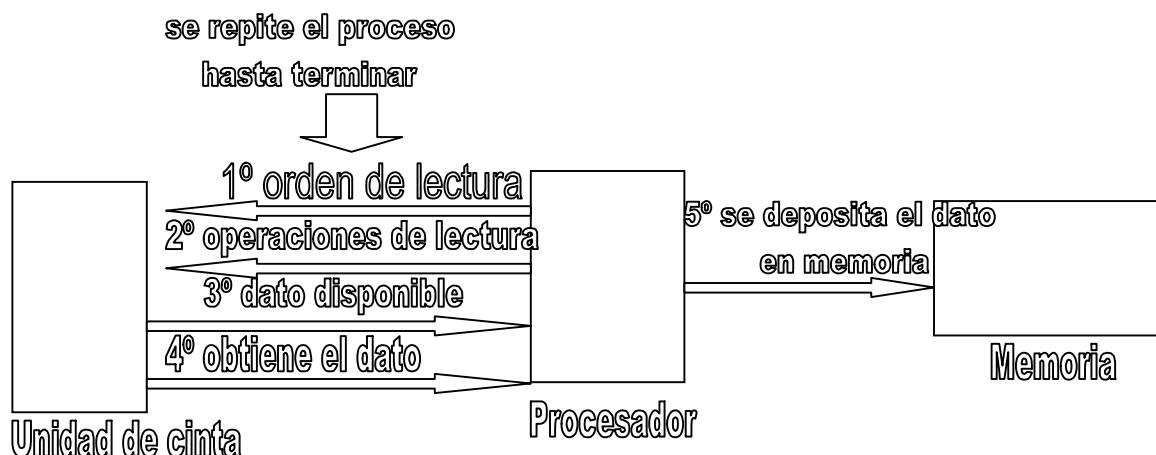 se repite el proceso
hasta terminar
1º orden de lectura
2º operaciones de lectura
3º dato disponible
4º obtiene el dato
5º se deposita el dato
en memoria
Unidad de cinta
Procesador
Memoria